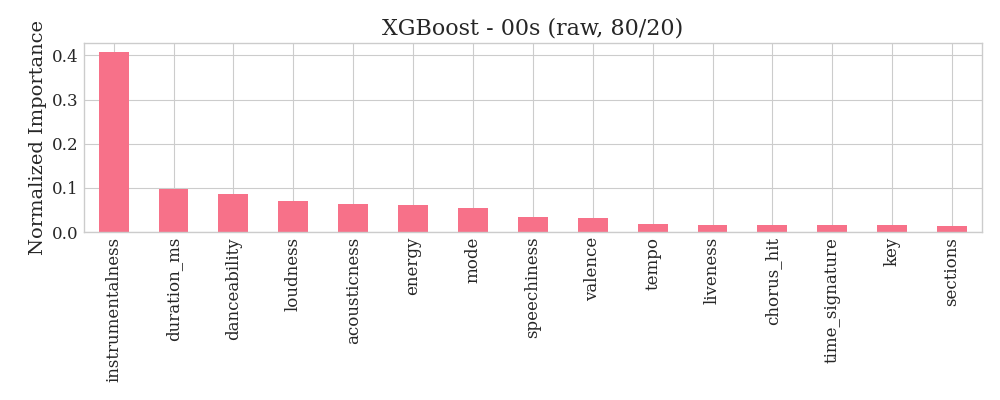 XGBoost - 00s (raw, 80/20)
Normalized Importance
0.4
0.3
0.2
0.1
0.0
instrumentalness
duration_ms
danceability
loudness
acousticness
energy
mode
speechiness
valence
tempo
liveness
chorus_hit
time_signature
key
sections